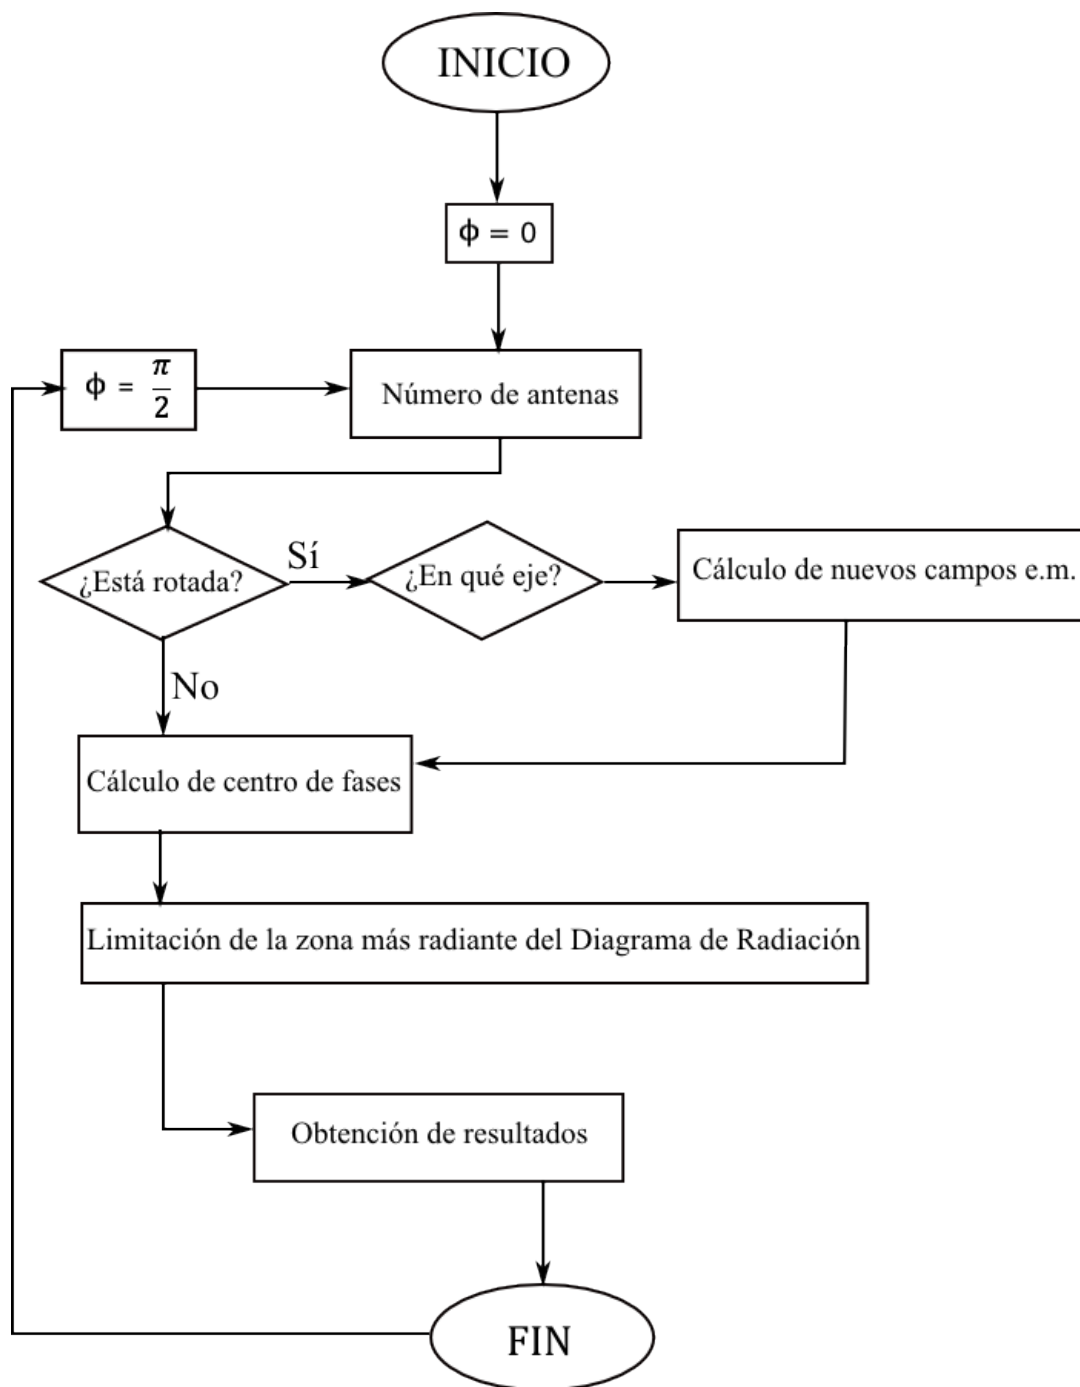 INICIO
ϕ = 0
ϕ = π/2
Número de antenas
¿Está rotada?
Sí
¿En qué eje?
Cálculo de nuevos campos e.m.
No
Cálculo de centro de fases
Limitación de la zona más radiante del Diagrama de Radiación
Obtención de resultados
FIN